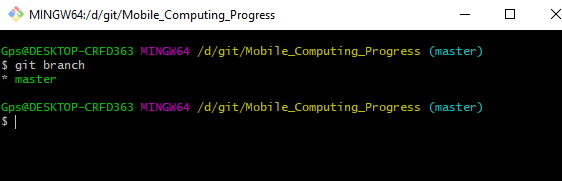 MINGW64:/d/git/Mobile_Computing_Progress
Gps@DESKTOP-CRFD363 MINGW64 /d/git/Mobile_Computing_Progress (master)
$ git branch
* master
Gps@DESKTOP-CRFD363 MINGW64 /d/git/Mobile_Computing_Progress (master)
$